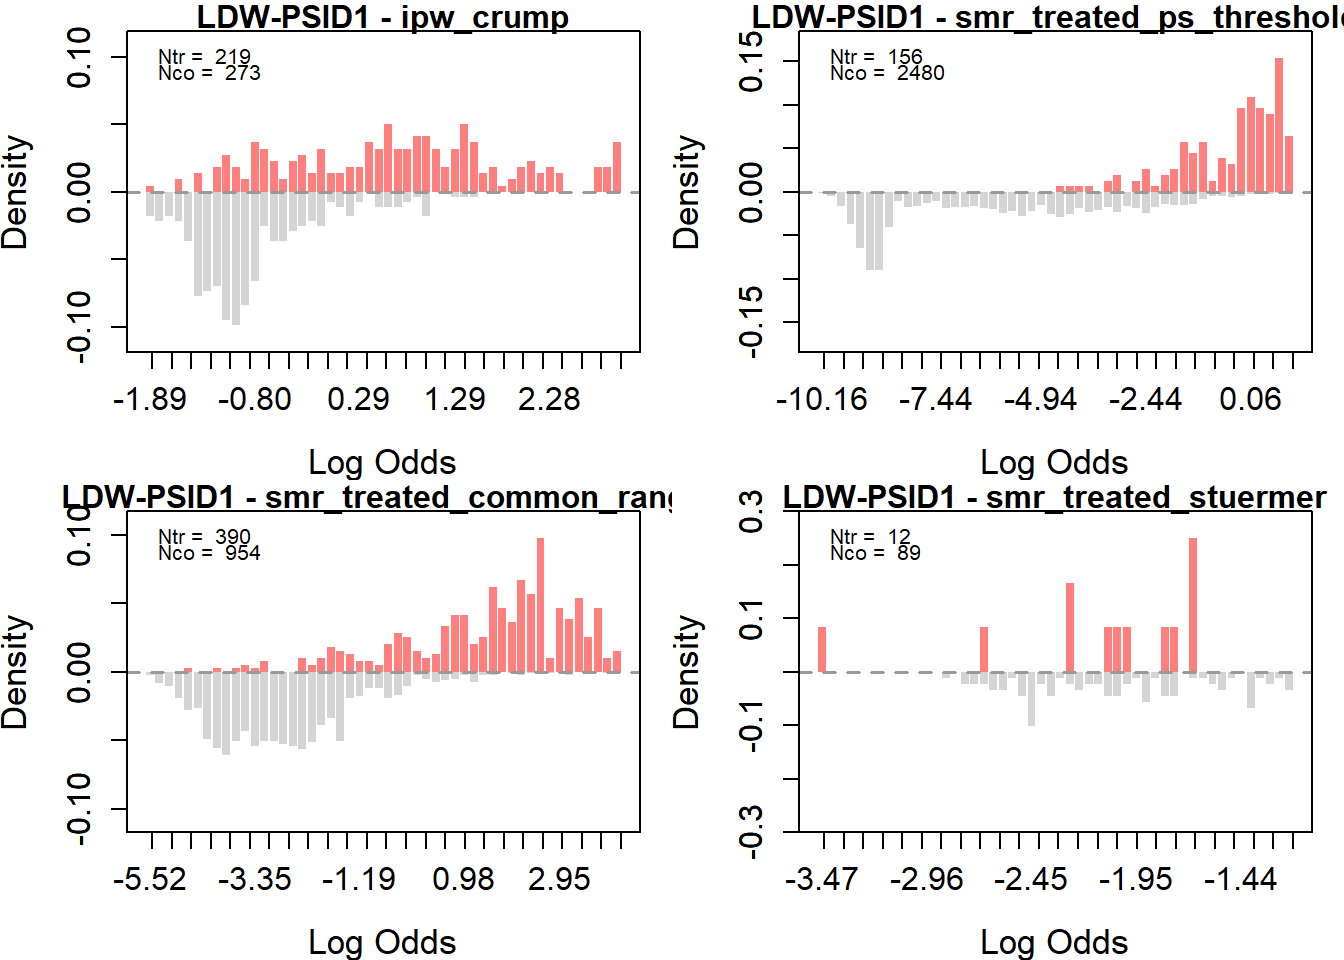 LDW-PSID1 - ipw_crump
Ntr = 219
Nco = 273
0.10
0.00
-0.10
Density
-1.89 -0.80 0.29 1.29 2.28
Log Odds
LDW-PSID1 - smr_treated_ps_threshol
Ntr = 156
Nco = 2480
0.15
0.00
-0.15
Density
-10.16 -7.44 -4.94 -2.44 0.06
Log Odds
LDW-PSID1 - smr_treated_common_ran
Ntr = 390
Nco = 954
0.10
0.00
-0.10
Density
-5.52 -3.35 -1.19 0.98 2.95
Log Odds
LDW-PSID1 - smr_treated_stuermer
Ntr = 12
Nco = 89
0.3
0.1
-0.1
-0.3
Density
-3.47 -2.96 -2.45 -1.95 -1.44
Log Odds